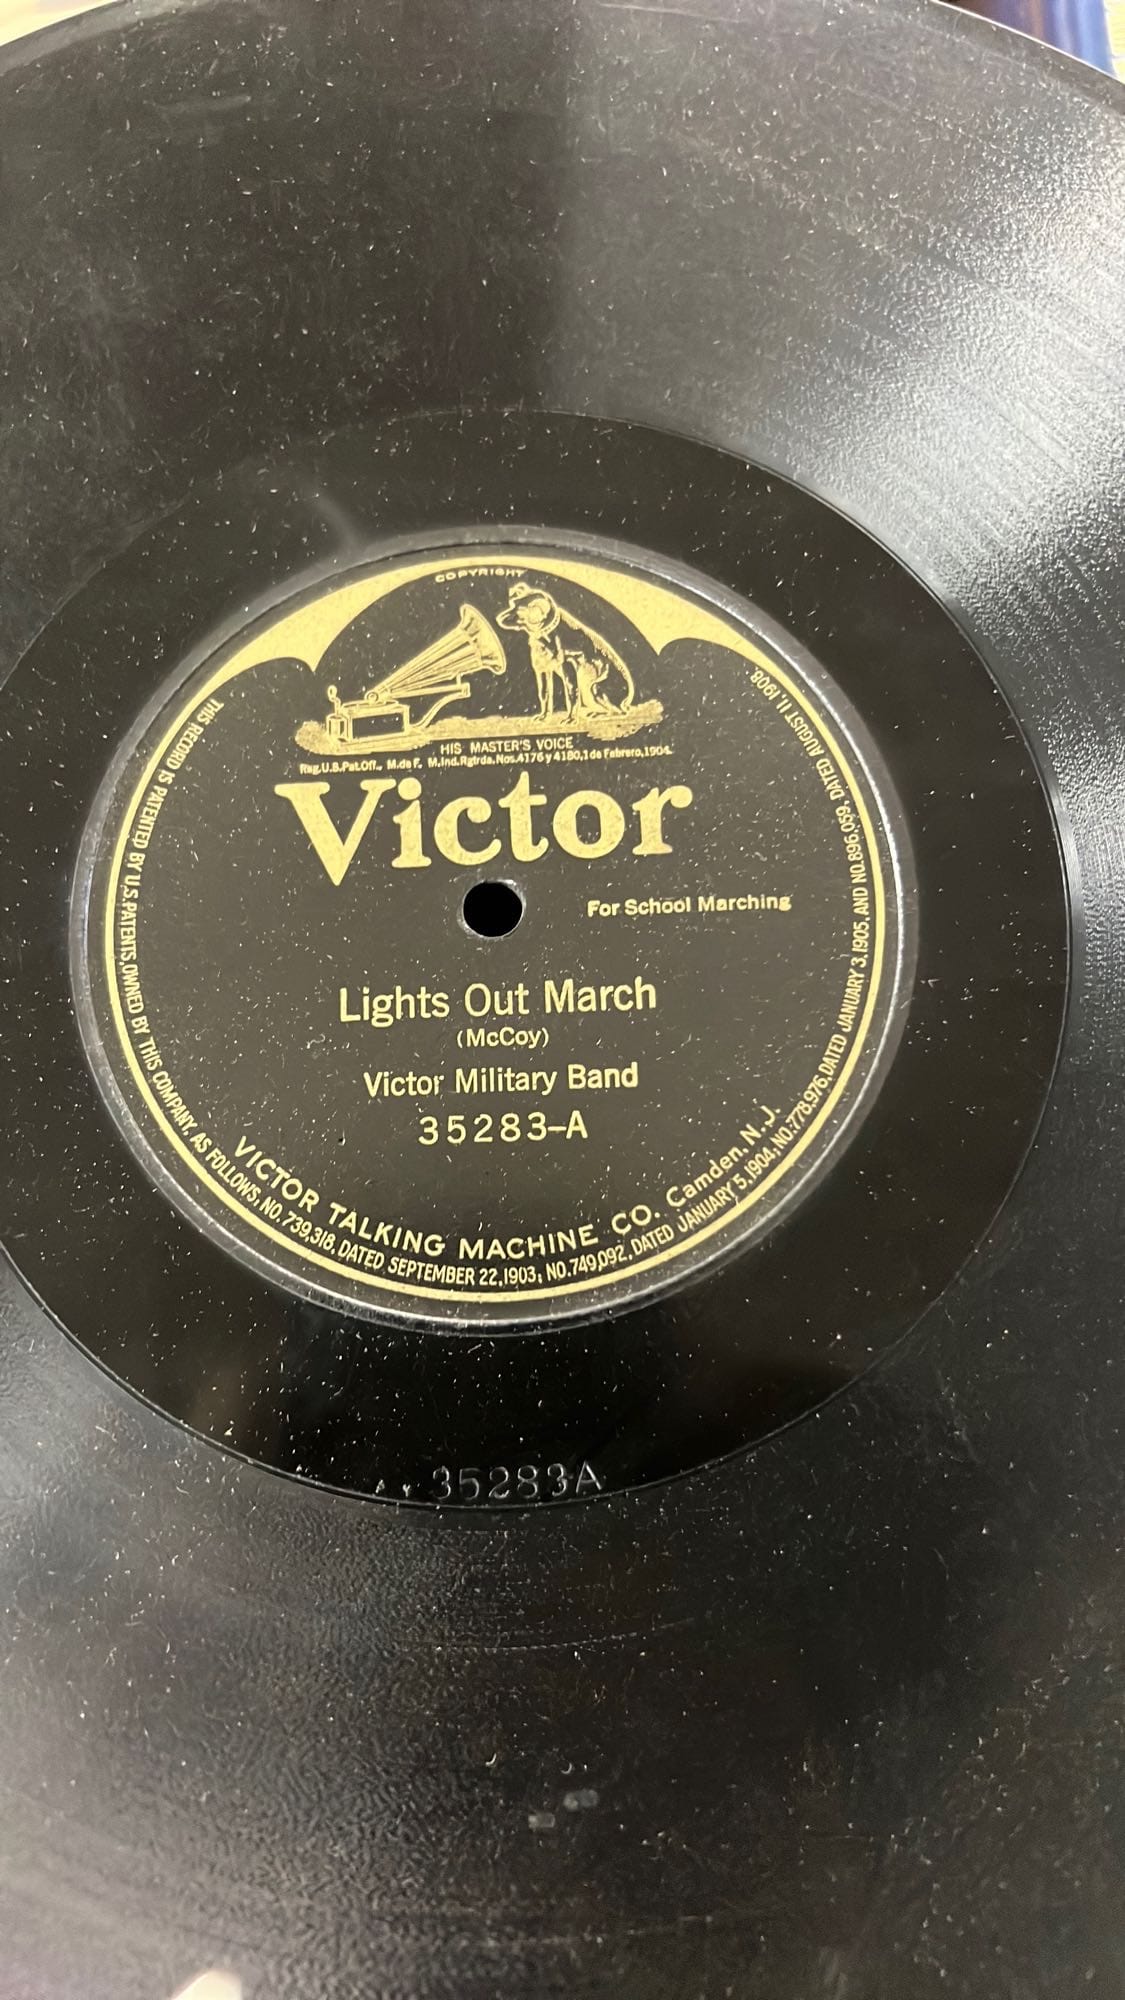 COPYRIGHT
HIS MASTER'S VOICE
Reg.U.S.Pat.Off., M.de F. M.Ind.Rgtrda.Nos.4176 y 4180,1 de Febrero,1904.
Victor
For School Marching
Lights Out March
(McCoy)
Victor Military Band
35283-A
VICTOR TALKING MACHINE CO. Camden, N.J.
THIS RECORD IS PATENTED BY U.S. PATENTS, OWNED BY THIS COMPANY, AS FOLLOWS; NO. 739,318, DATED SEPTEMBER 22, 1903; NO. 749,092, DATED JANUARY 5, 1904, NO. 778,976, DATED JANUARY 3, 1905, AND NO. 896,059, DATED AUGUST 11, 1908.
35283A